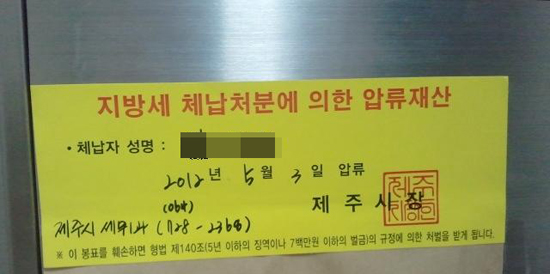 지방세 체납처분에 의한 압류재산
• 체납자 성명 :
2012년 5월 3일 압류
(064)
제주시장
제주시 세무과 (728-2368)
※ 이 봉표를 훼손하면 형법 제140조(5년 이하의 징역이나 7백만원 이하의 벌금)의 규정에 의한 처벌을 받게 됩니다.